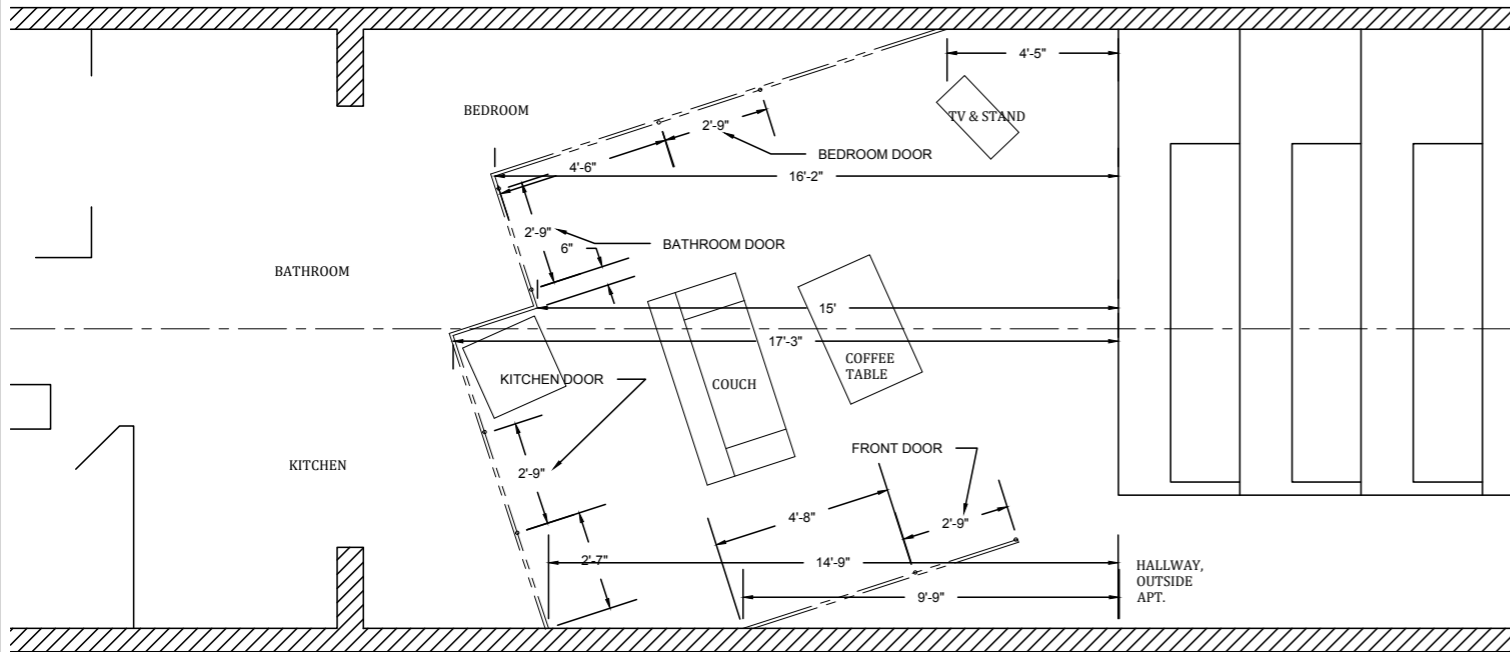 4'-5"
BEDROOM
TV & STAND
2'-9"
BEDROOM DOOR
4'-6"
16'-2"
2'-9"
6"
BATHROOM DOOR
BATHROOM
15'
17'-3"
COFFEE
TABLE
KITCHEN DOOR
COUCH
FRONT DOOR
KITCHEN
2'-9"
4'-8"
2'-9"
2'-7"
14'-9"
HALLWAY,
OUTSIDE
APT.
9'-9"